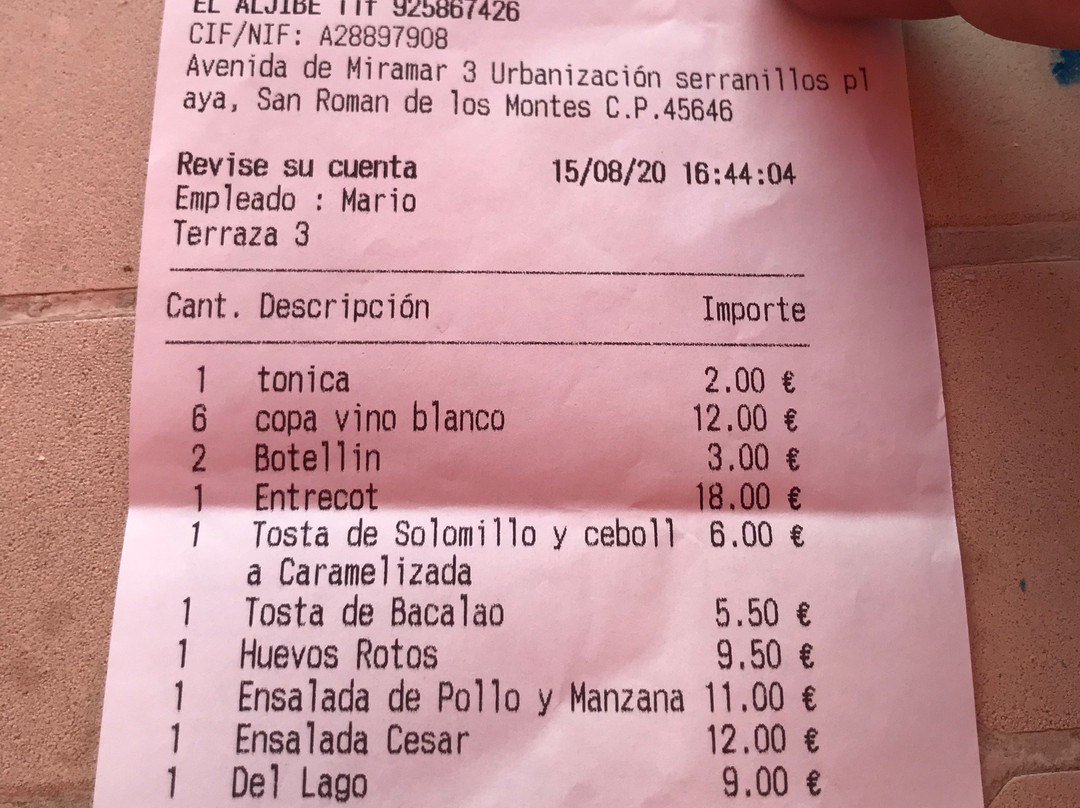 EL ALJIBE Tlf 925867426
CIF/NIF: A28897908
Avenida de Miramar 3 Urbanización serranillos pl
aya, San Roman de los Montes C.P.45646
Revise su cuenta 15/08/20 16:44:04
Empleado : Mario
Terraza 3
Cant. Descripción Importe
1 tonica 2.00 €
6 copa vino blanco 12.00 €
2 Botellin 3.00 €
1 Entrecot 18.00 €
1 Tosta de Solomillo y ceboll 6.00 €
a Caramelizada
1 Tosta de Bacalao 5.50 €
1 Huevos Rotos 9.50 €
1 Ensalada de Pollo y Manzana 11.00 €
1 Ensalada Cesar 12.00 €
1 Del Lago 9.00 €